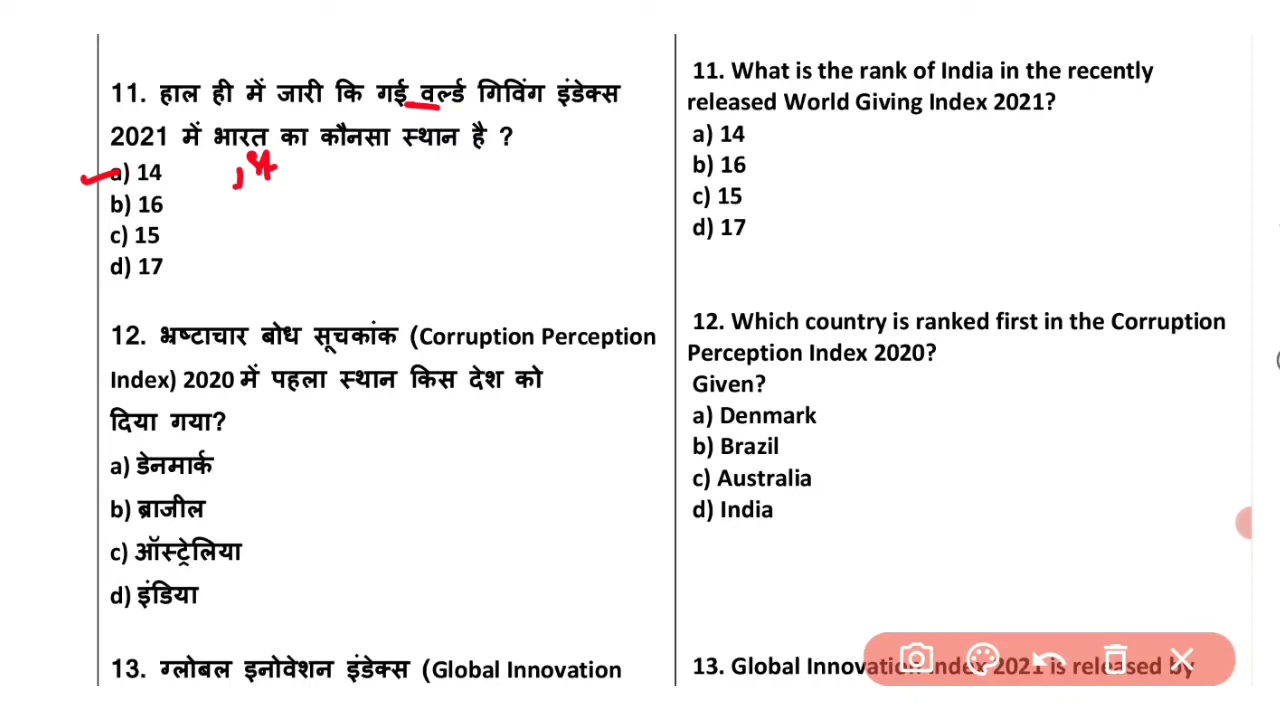 11. हाल ही में जारी कि गई वर्ल्ड गिविंग इंडेक्स
2021 में भारत का कौनसा स्थान है ?
a) 14
14
b) 16
c) 15
d) 17
12. भ्रष्टाचार बोध सूचकांक (Corruption Perception
Index) 2020 में पहला स्थान किस देश को
दिया गया?
a) डेनमार्क
b) ब्राजील
c) ऑस्ट्रेलिया
d) इंडिया
13. ग्लोबल इनोवेशन इंडेक्स (Global Innovation
11. What is the rank of India in the recently
released World Giving Index 2021?
a) 14
b) 16
c) 15
d) 17
12. Which country is ranked first in the Corruption
Perception Index 2020?
Given?
a) Denmark
b) Brazil
c) Australia
d) India
13. Global Innovation Index 2021 is released by